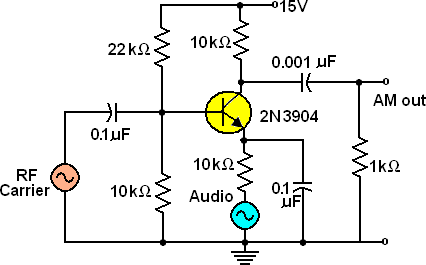 15V
22kΩ
10kΩ
0.001 µF
AM out
2N3904
0.1µF
RF
Carrier
10kΩ
10kΩ
Audio
0.1
µF
1kΩ